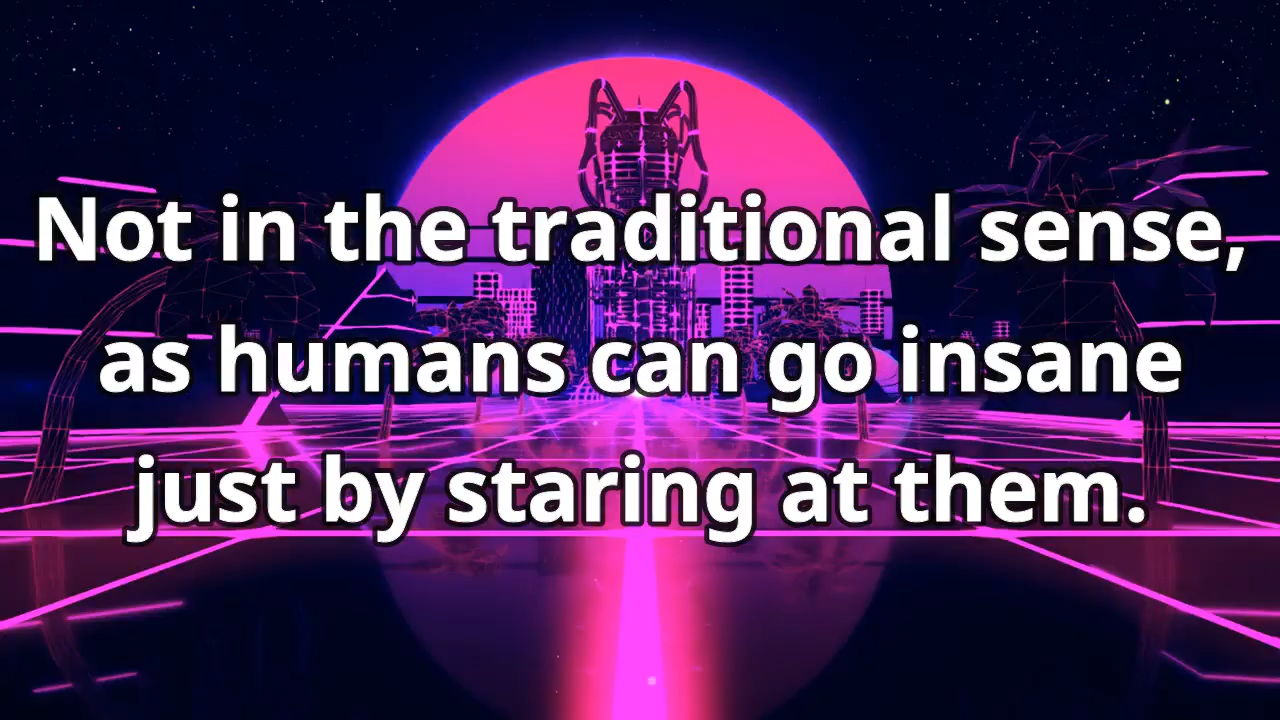 Not in the traditional sense,
as humans can go insane
just by staring at them.